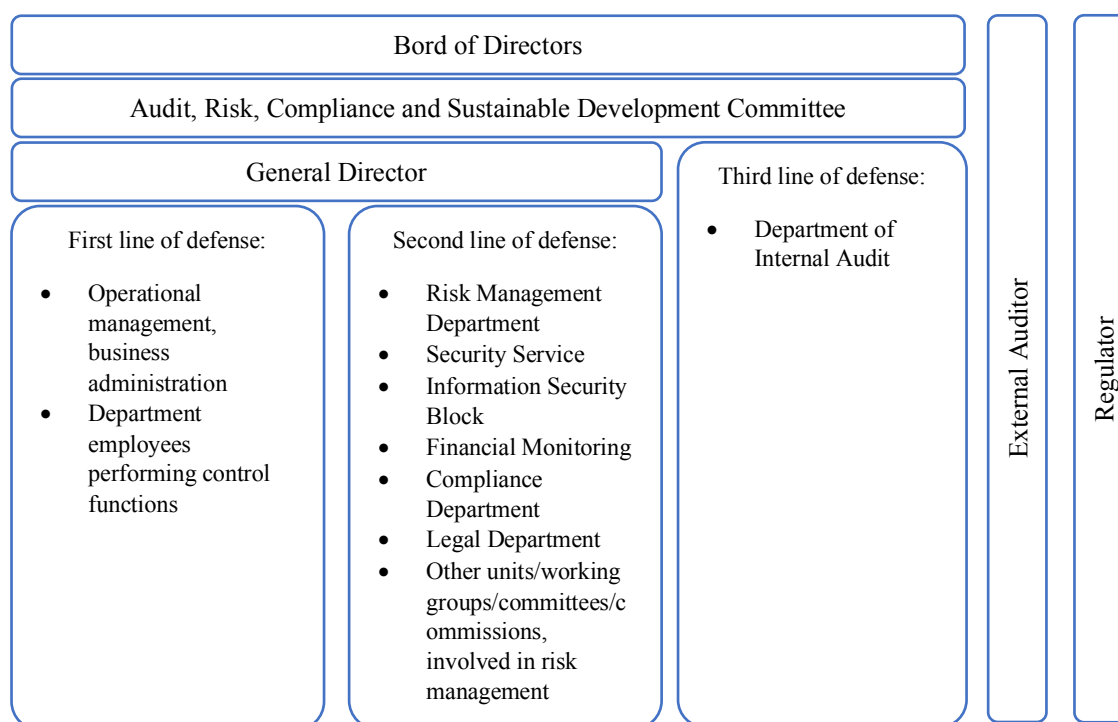 Bord of Directors
Audit, Risk, Compliance and Sustainable Development Committee
General Director
First line of defense:
• Operational
management,
business
administration
• Department
employees
performing control
functions
Second line of defense:
• Risk Management
Department
• Security Service
• Information Security
Block
• Financial Monitoring
• Compliance
Department
• Legal Department
• Other units/working
groups/committees/c
ommissions,
involved in risk
management
Third line of defense:
• Department of
Internal Audit
External Auditor
Regulator